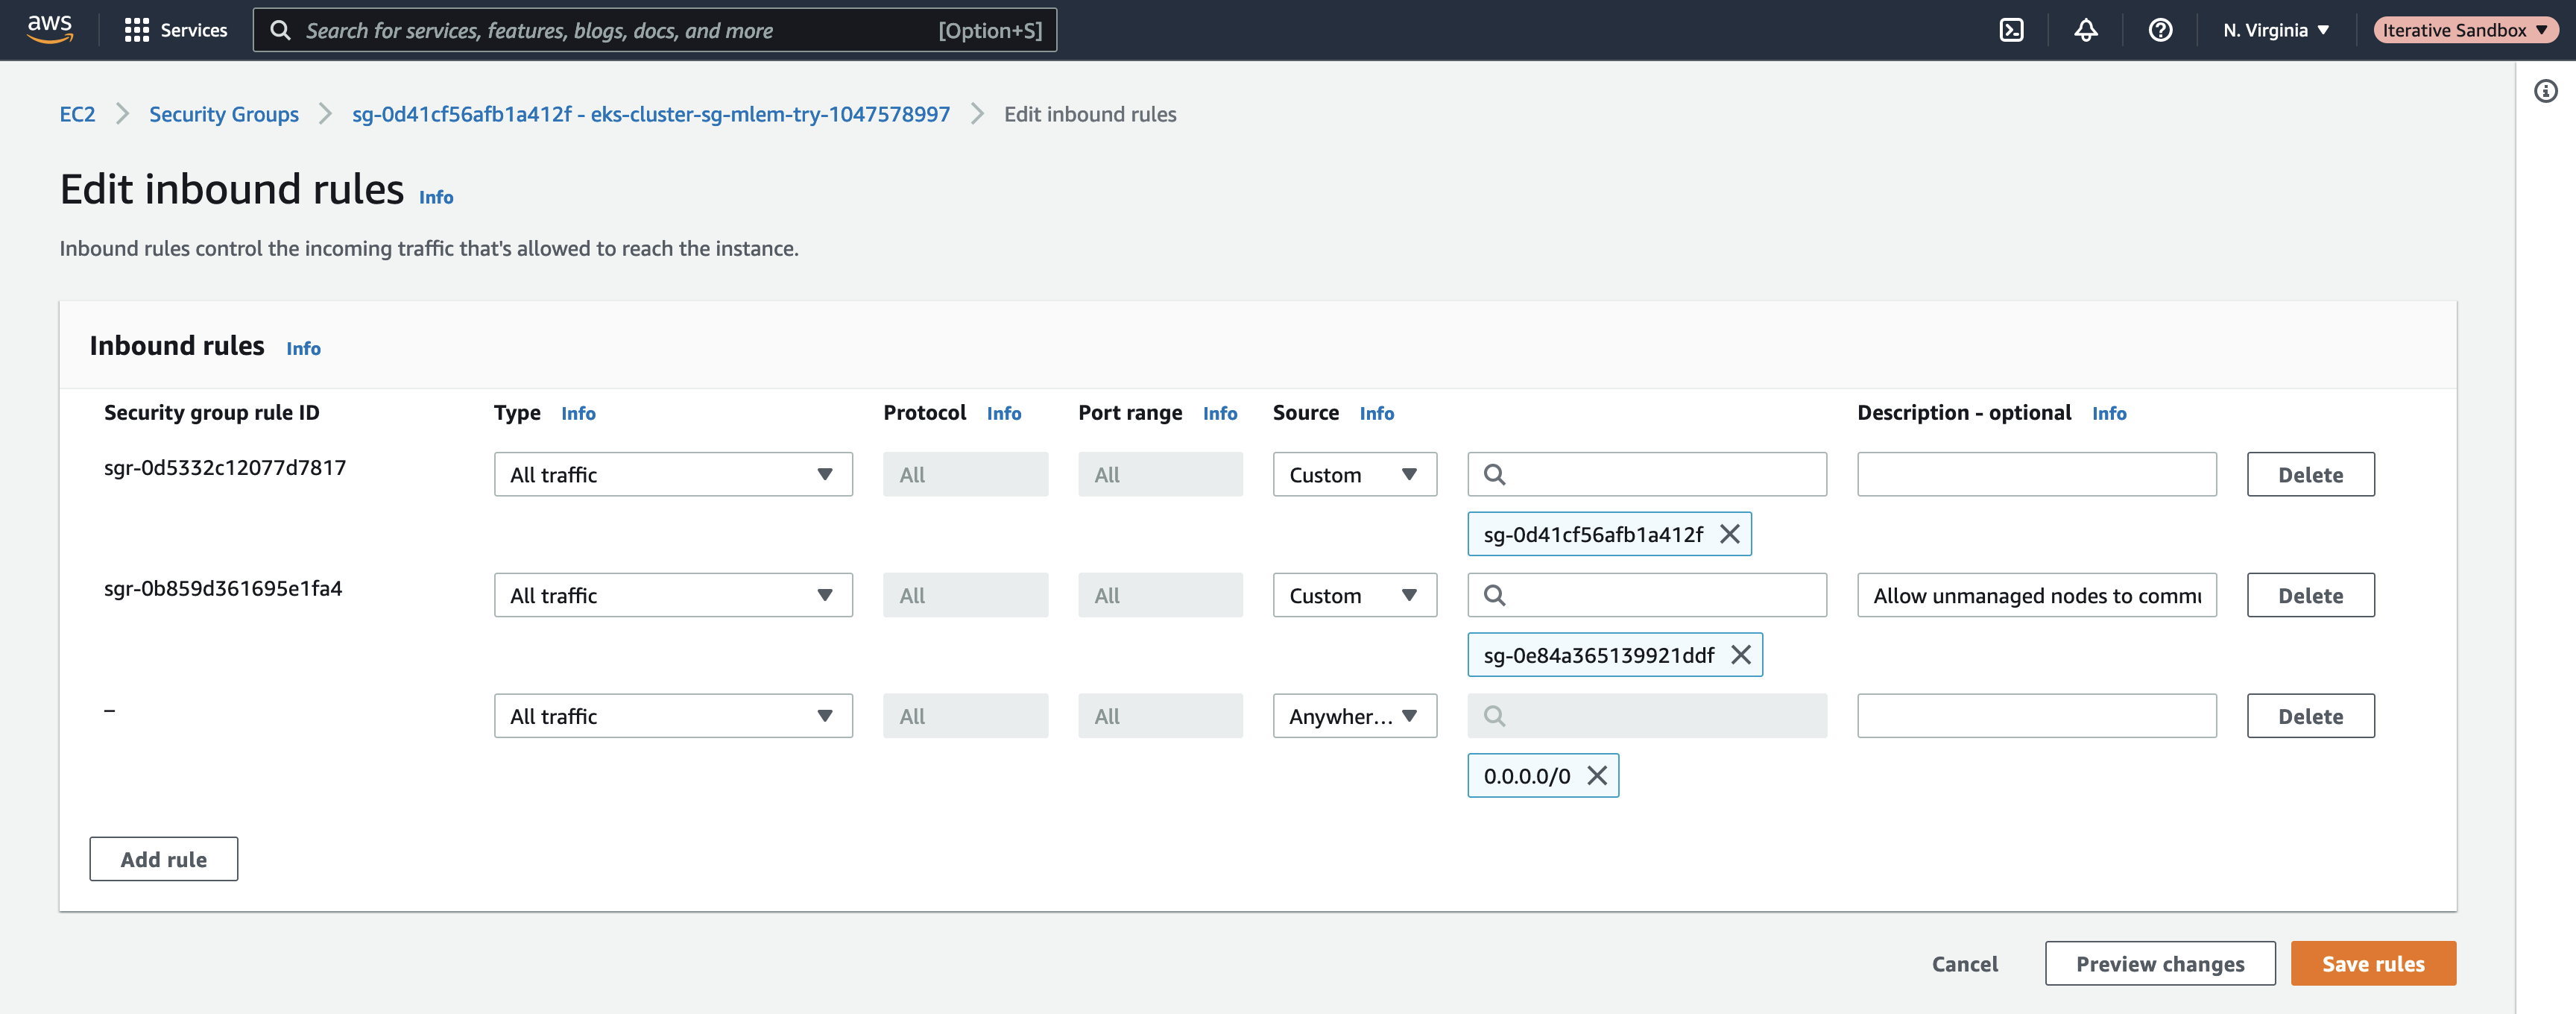 aws Services Search for services, features, blogs, docs, and more [Option+S] N. Virginia Iterative Sandbox
EC2 Security Groups sg-0d41cf56afb1a412f - eks-cluster-sg-mlem-try-1047578997 Edit inbound rules
Edit inbound rules Info
Inbound rules control the incoming traffic that's allowed to reach the instance.
Inbound rules Info
Security group rule ID Type Info Protocol Info Port range Info Source Info Description - optional Info
sgr-0d5332c12077d7817 All traffic All All Custom Delete
sg-0d41cf56afb1a412f
sgr-0b859d361695e1fa4 All traffic All All Custom Allow unmanaged nodes to commu Delete
sg-0e84a365139921ddf
– All traffic All All Anywher... Delete
0.0.0.0/0
Add rule
Cancel Preview changes Save rules